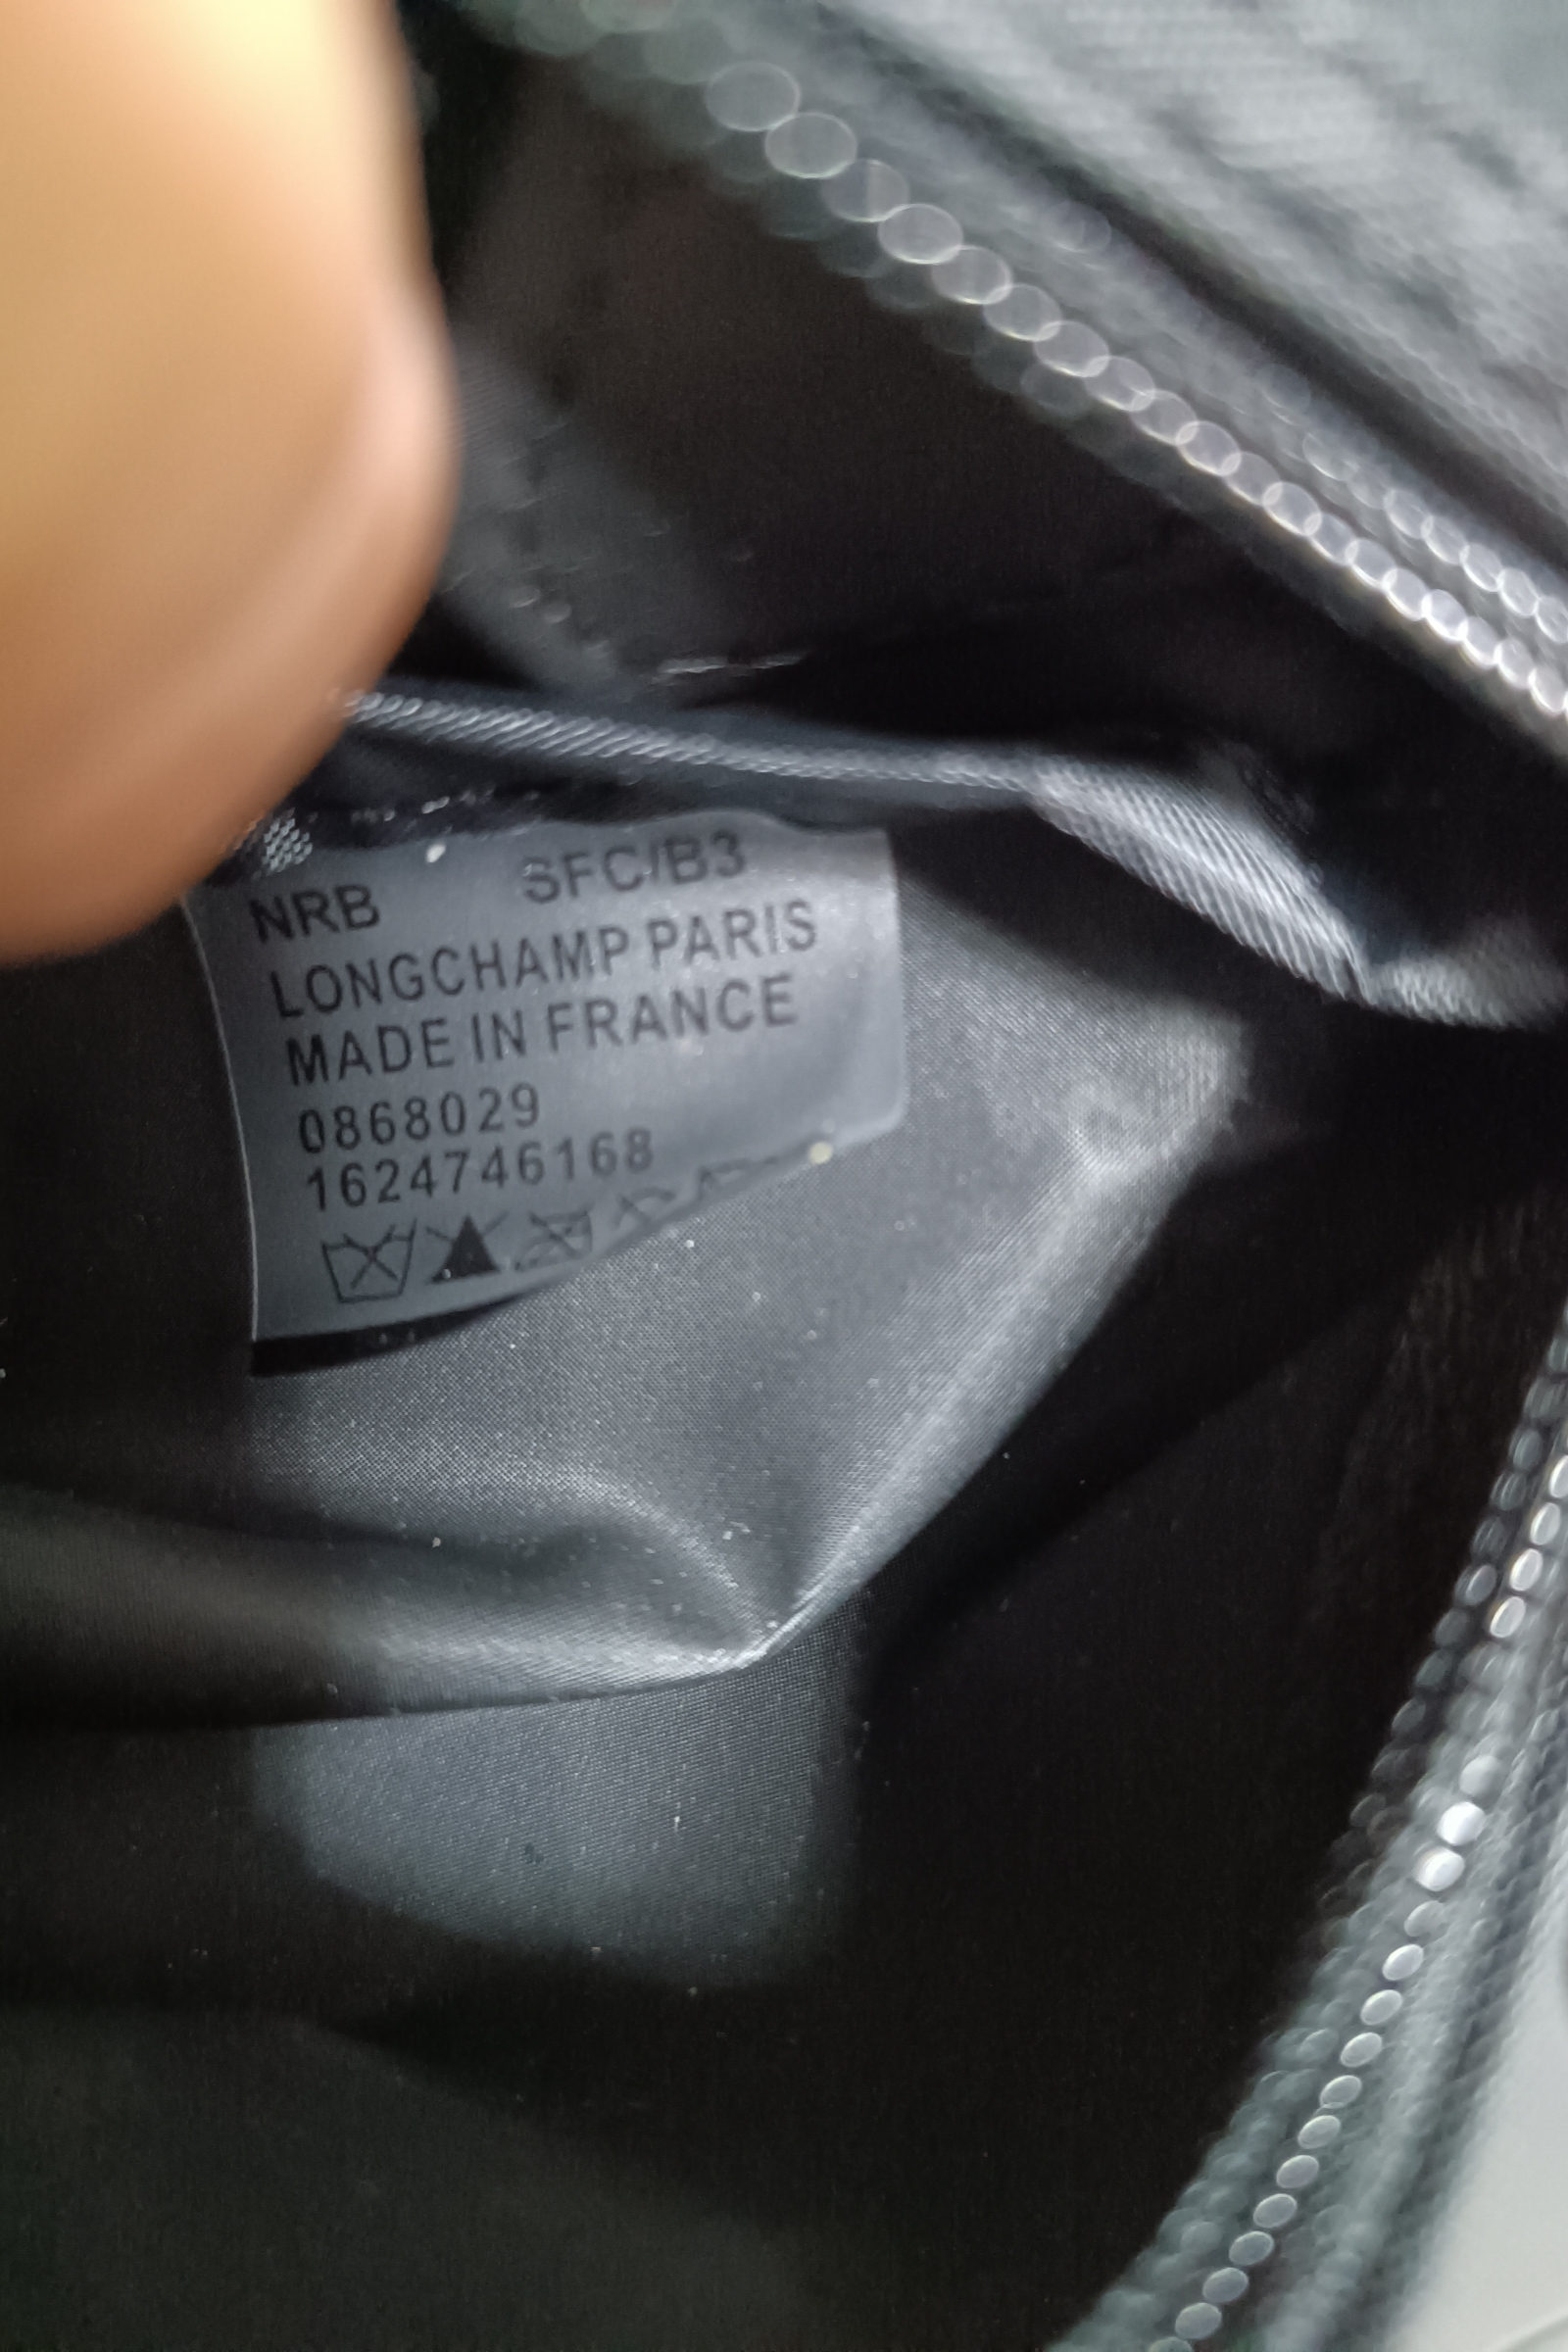 NRB SFC/B3
LONGCHAMP PARIS
MADE IN FRANCE
0868029
1624746168